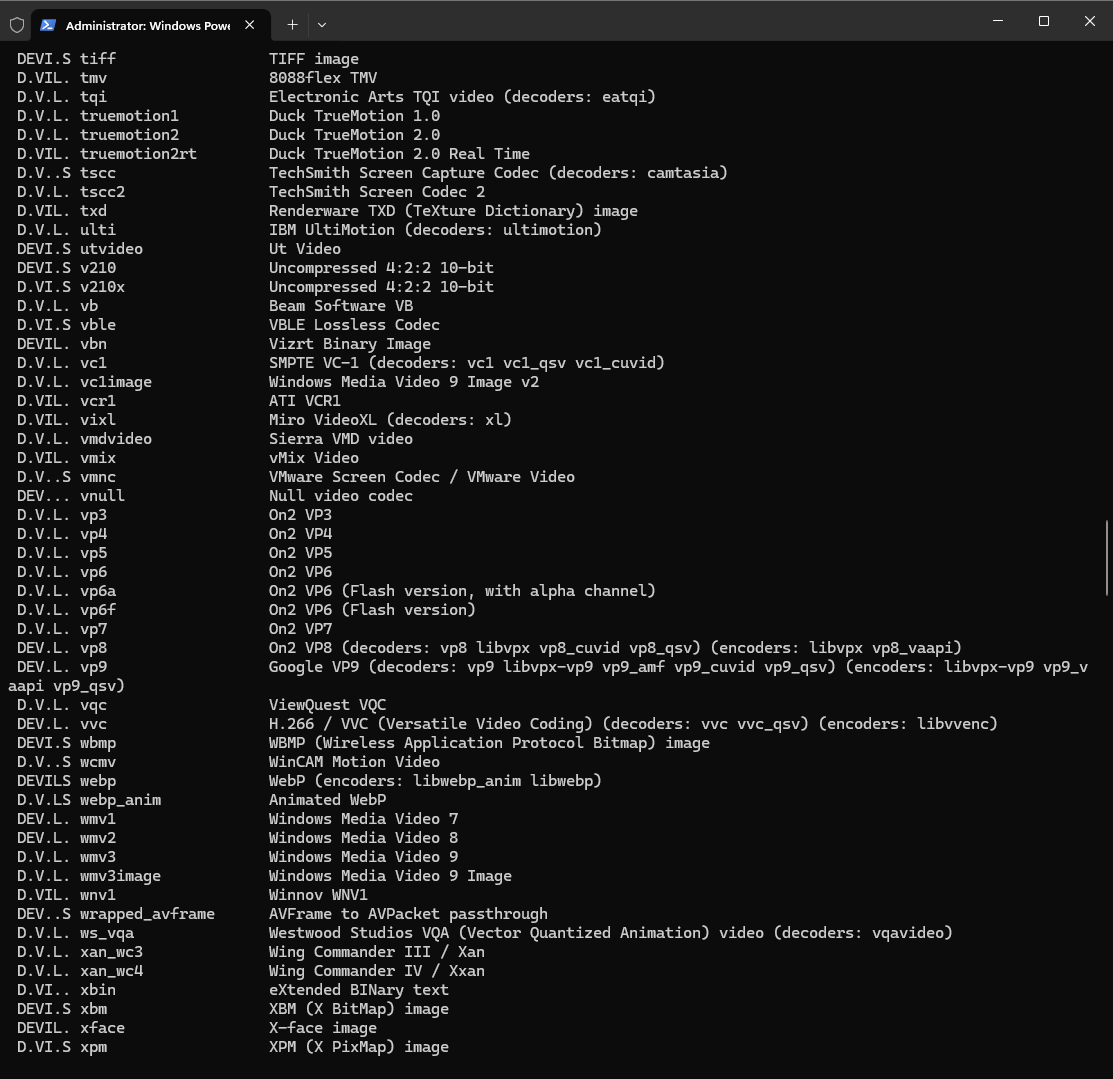 Administrator: Windows Powe
DEVI.S tiff                 TIFF image
D.VIL. tmv                  8088flex TMV
D.V.L. tqi                  Electronic Arts TQI video (decoders: eatqi)
D.V.L. truemotion1          Duck TrueMotion 1.0
D.V.L. truemotion2          Duck TrueMotion 2.0
D.VIL. truemotion2rt        Duck TrueMotion 2.0 Real Time
D.V..S tscc                 TechSmith Screen Capture Codec (decoders: camtasia)
D.V.L. tscc2                TechSmith Screen Codec 2
D.VIL. txd                  Renderware TXD (TeXture Dictionary) image
D.V.L. ulti                 IBM UltiMotion (decoders: ultimotion)
DEVI.S utvideo              Ut Video
DEVI.S v210                 Uncompressed 4:2:2 10-bit
D.VI.S v210x                Uncompressed 4:2:2 10-bit
D.V.L. vb                   Beam Software VB
D.VI.S vble                 VBLE Lossless Codec
DEVIL. vbn                  Vizrt Binary Image
D.V.L. vc1                  SMPTE VC-1 (decoders: vc1 vc1_qsv vc1_cuvid)
D.V.L. vc1image             Windows Media Video 9 Image v2
D.VIL. vcr1                 ATI VCR1
D.VIL. vixl                 Miro VideoXL (decoders: xl)
D.V.L. vmdvideo             Sierra VMD video
D.VIL. vmix                 vMix Video
D.V..S vmnc                 VMware Screen Codec / VMware Video
DEV... vnull                Null video codec
D.V.L. vp3                  On2 VP3
D.V.L. vp4                  On2 VP4
D.V.L. vp5                  On2 VP5
D.V.L. vp6                  On2 VP6
D.V.L. vp6a                 On2 VP6 (Flash version, with alpha channel)
D.V.L. vp6f                 On2 VP6 (Flash version)
D.V.L. vp7                  On2 VP7
DEV.L. vp8                  On2 VP8 (decoders: vp8 libvpx vp8_cuvid vp8_qsv) (encoders: libvpx vp8_vaapi)
DEV.L. vp9                  Google VP9 (decoders: vp9 libvpx-vp9 vp9_amf vp9_cuvid vp9_qsv) (encoders: libvpx-vp9 vp9_v
aapi vp9_qsv)
D.V.L. vqc                  ViewQuest VQC
DEV.L. vvc                  H.266 / VVC (Versatile Video Coding) (decoders: vvc vvc_qsv) (encoders: libvvenc)
DEVI.S wbmp                 WBMP (Wireless Application Protocol Bitmap) image
D.V..S wcmv                 WinCAM Motion Video
DEVILS webp                 WebP (encoders: libwebp_anim libwebp)
D.V.LS webp_anim            Animated WebP
DEV.L. wmv1                 Windows Media Video 7
DEV.L. wmv2                 Windows Media Video 8
D.V.L. wmv3                 Windows Media Video 9
D.V.L. wmv3image            Windows Media Video 9 Image
D.VIL. wnv1                 Winnov WNV1
DEV..S wrapped_avframe      AVFrame to AVPacket passthrough
D.V.L. ws_vqa               Westwood Studios VQA (Vector Quantized Animation) video (decoders: vqavideo)
D.V.L. xan_wc3              Wing Commander III / Xan
D.V.L. xan_wc4              Wing Commander IV / Xxan
D.VI.. xbin                 eXtended BINary text
DEVI.S xbm                  XBM (X BitMap) image
DEVIL. xface                X-face image
D.VI.S xpm                  XPM (X PixMap) image